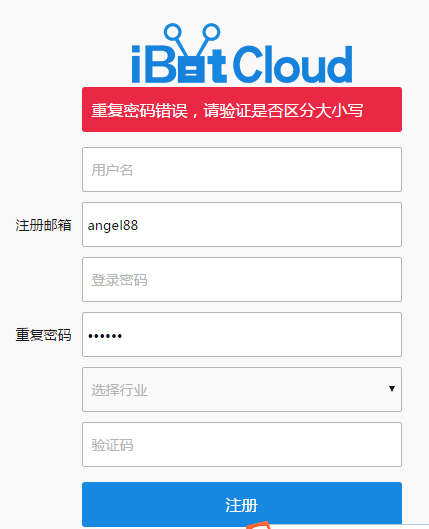 iBot Cloud
重复密码错误，请验证是否区分大小写
用户名
注册邮箱 angel88
登录密码
重复密码 ••••••
选择行业
验证码
注册